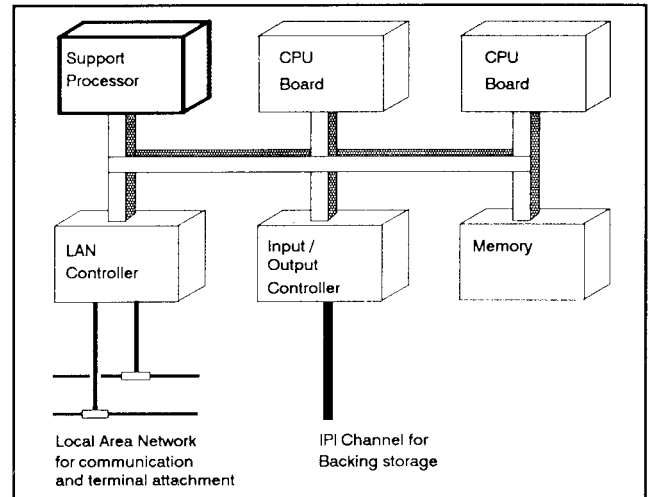 Support
Processor
CPU
Board
CPU
Board
LAN
Controller
Input /
Output
Controller
Memory
Local Area Network
for communication
and terminal attachment
IPI Channel for
Backing storage